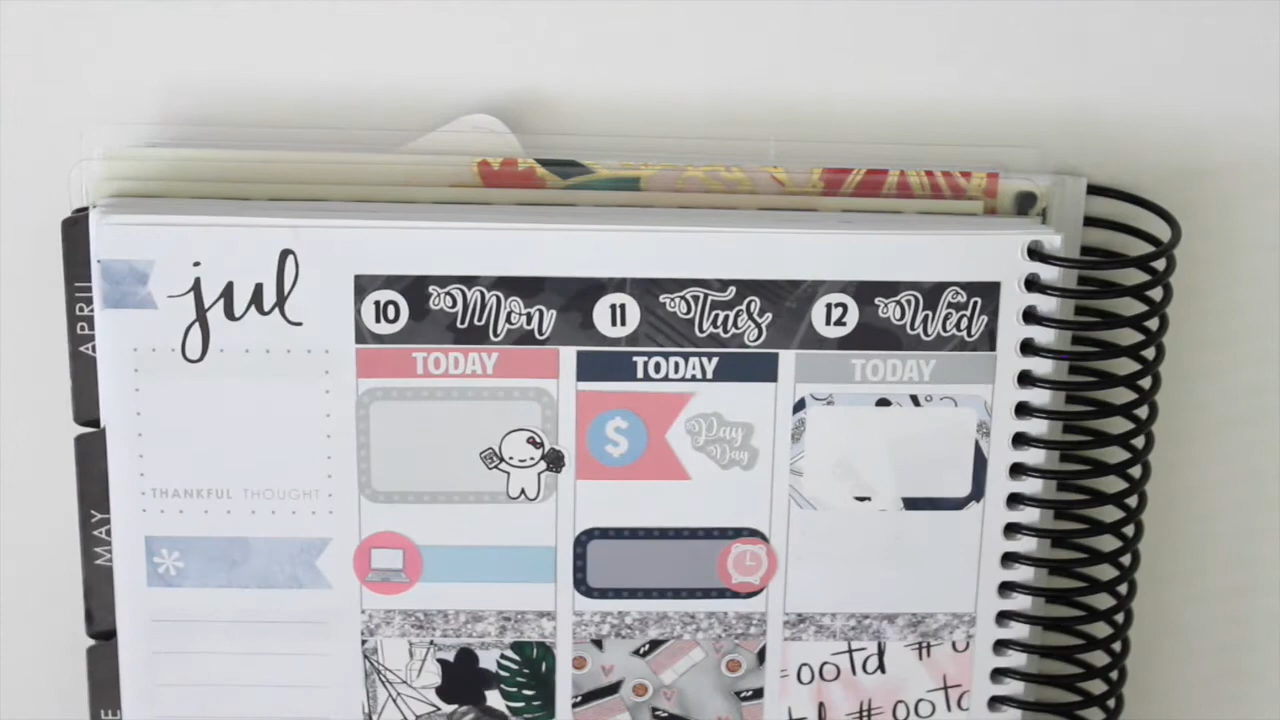 jul
10 Mon 11 Tues 12 Wed
TODAY TODAY TODAY
$ Pay Day
THANKFUL THOUGHT
*
#ootd #
#ootd
APRIL
MAY